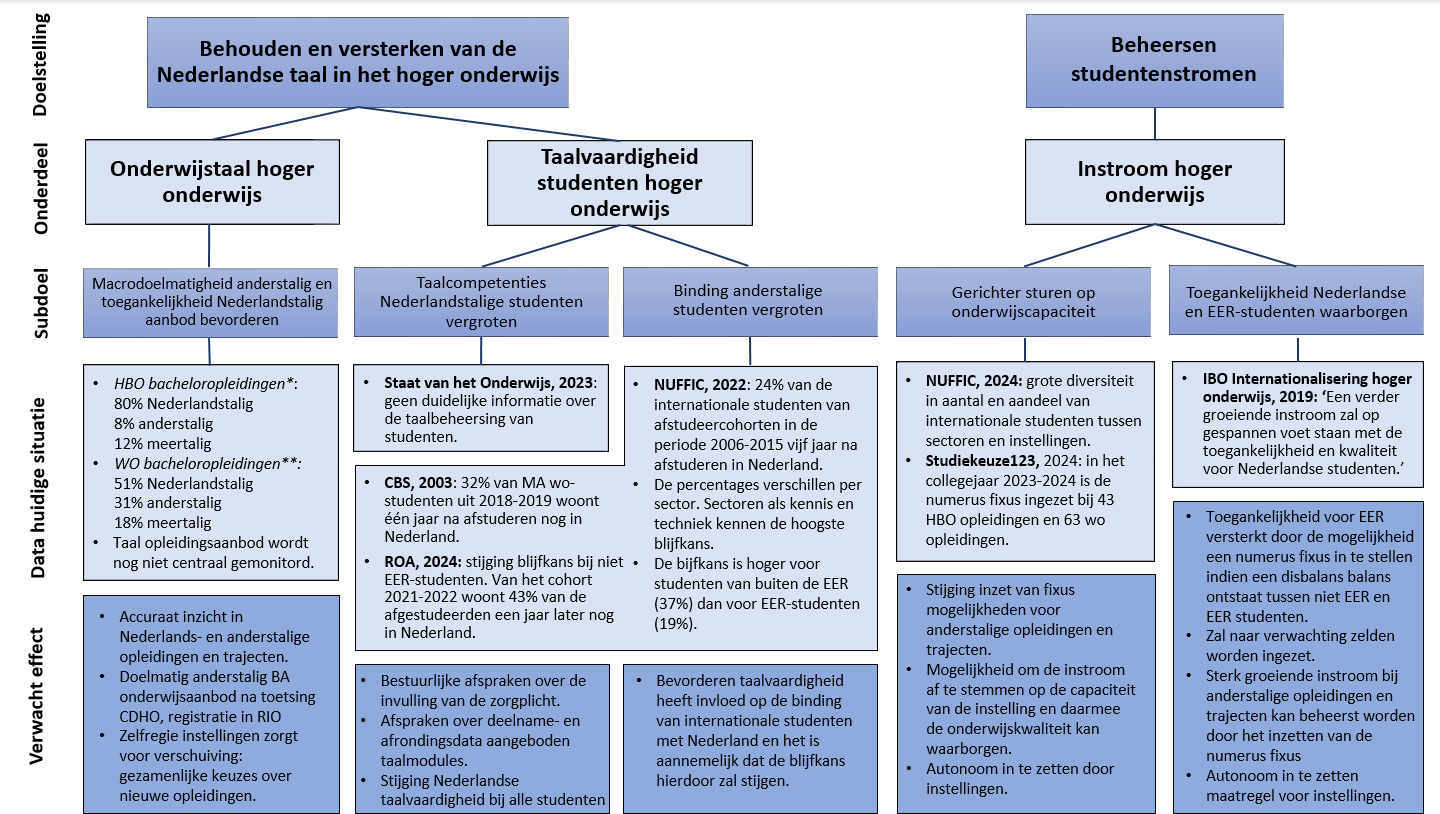 Doelstelling
Behouden en versterken van de
Nederlandse taal in het hoger onderwijs
Beheersen
studentenstromen
Onderdeel
Onderwijstaal hoger
onderwijs
Taalvaardigheid
studenten hoger
onderwijs
Instroom hoger
onderwijs
Subdoel
Macrodoelmatigheid anderstalig en
toegankelijkheid Nederlandstalig
aanbod bevorderen
Taalcompetenties
Nederlandstalige studenten
vergroten
Binding anderstalige
studenten vergroten
Gerichter sturen op
onderwijscapaciteit
Toegankelijkheid Nederlandse
en EER-studenten waarborgen
Data huidige situatie
• HBO bacheloropleidingen*:
80% Nederlandstalig
8% anderstalig
12% meertalig
• WO bacheloropleidingen**:
51% Nederlandstalig
31% anderstalig
18% meertalig
• Taal opleidingsaanbod wordt
nog niet centraal gemonitord.
• Staat van het Onderwijs, 2023:
geen duidelijke informatie over
de taalbeheersing van
studenten.
• CBS, 2003: 32% van MA wo-
studenten uit 2018-2019 woont
één jaar na afstuderen nog in
Nederland.
• ROA, 2024: stijging blijfkans bij niet
EER-studenten. Van het cohort
2021-2022 woont 43% van de
afgestudeerden een jaar later nog
in Nederland.
• NUFFIC, 2022: 24% van de
internationale studenten van
afstudeercohorten in de
periode 2006-2015 vijf jaar na
afstuderen in Nederland.
• De percentages verschillen per
sector. Sectoren als kennis en
techniek kennen de hoogste
blijfkans.
• De bijfkans is hoger voor
studenten van buiten de EER
(37%) dan voor EER-studenten
(19%).
• NUFFIC, 2024: grote diversiteit
in aantal en aandeel van
internationale studenten tussen
sectoren en instellingen.
• Studiekeuze123, 2024: in het
collegejaar 2023-2024 is de
numerus fixus ingezet bij 43
HBO opleidingen en 63 wo
opleidingen.
• IBO Internationalisering hoger
onderwijs, 2019: ‘Een verder
groeiende instroom zal op
gespannen voet staan met de
toegankelijkheid en kwaliteit
voor Nederlandse studenten.’
Verwacht effect
• Accuraat inzicht in
Nederlands- en anderstalige
opleidingen en trajecten.
• Doelmatig anderstalig BA
onderwijsaanbod na toetsing
CDHO, registratie in RIO
• Zelfregie instellingen zorgt
voor verschuiving:
gezamenlijke keuzes over
nieuwe opleidingen.
• Bestuurlijke afspraken over de
invulling van de zorgplicht.
• Afspraken over deelname- en
afrondingsdata aangeboden
taalmodules.
• Stijging Nederlandse
taalvaardigheid bij alle studenten
• Bevorderen taalvaardigheid
heeft invloed op de binding
van internationale studenten
met Nederland en het is
aannemelijk dat de blijfkans
hierdoor zal stijgen.
• Stijging inzet van fixus
mogelijkheden voor
anderstalige opleidingen en
trajecten.
• Mogelijkheid om de instroom
af te stemmen op de capaciteit
van de instelling en daarmee
de onderwijskwaliteit kan
waarborgen.
• Autonoom in te zetten door
instellingen.
• Toegankelijkheid voor EER
versterkt door de mogelijkheid
een numerus fixus in te stellen
indien een disbalans balans
ontstaat tussen niet EER en
EER studenten.
• Zal naar verwachting zelden
worden ingezet.
• Sterk groeiende instroom bij
anderstalige opleidingen en
trajecten kan beheerst worden
door het inzetten van de
numerus fixus
• Autonoom in te zetten
maatregel voor instellingen.